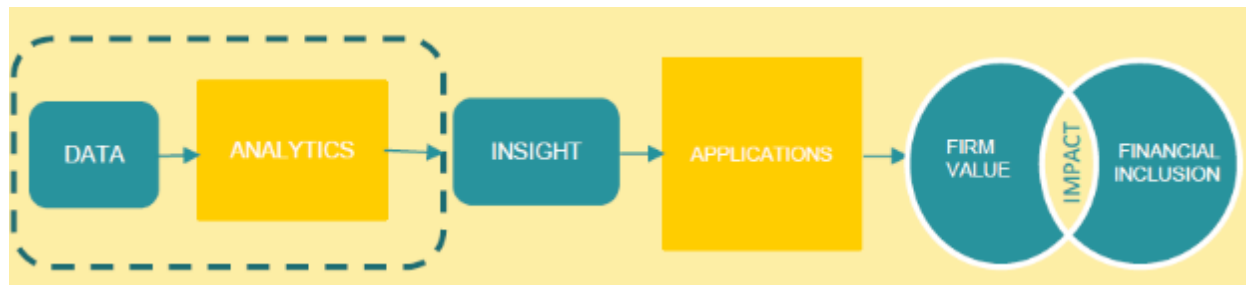 DATA
ANALYTICS
INSIGHT
APPLICATIONS
FIRM
VALUE
IMPACT
FINANCIAL
INCLUSION